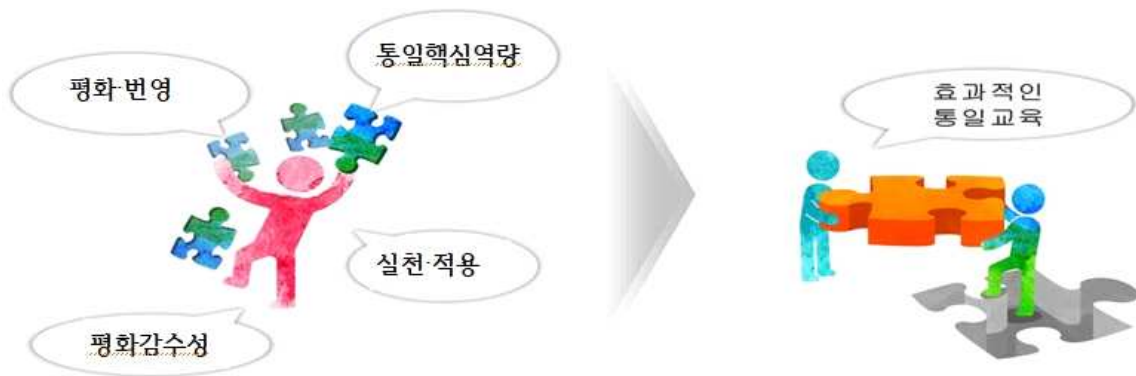 통일핵심역량
평화·번영
효과적인
통일교육
실천·적용
평화감수성